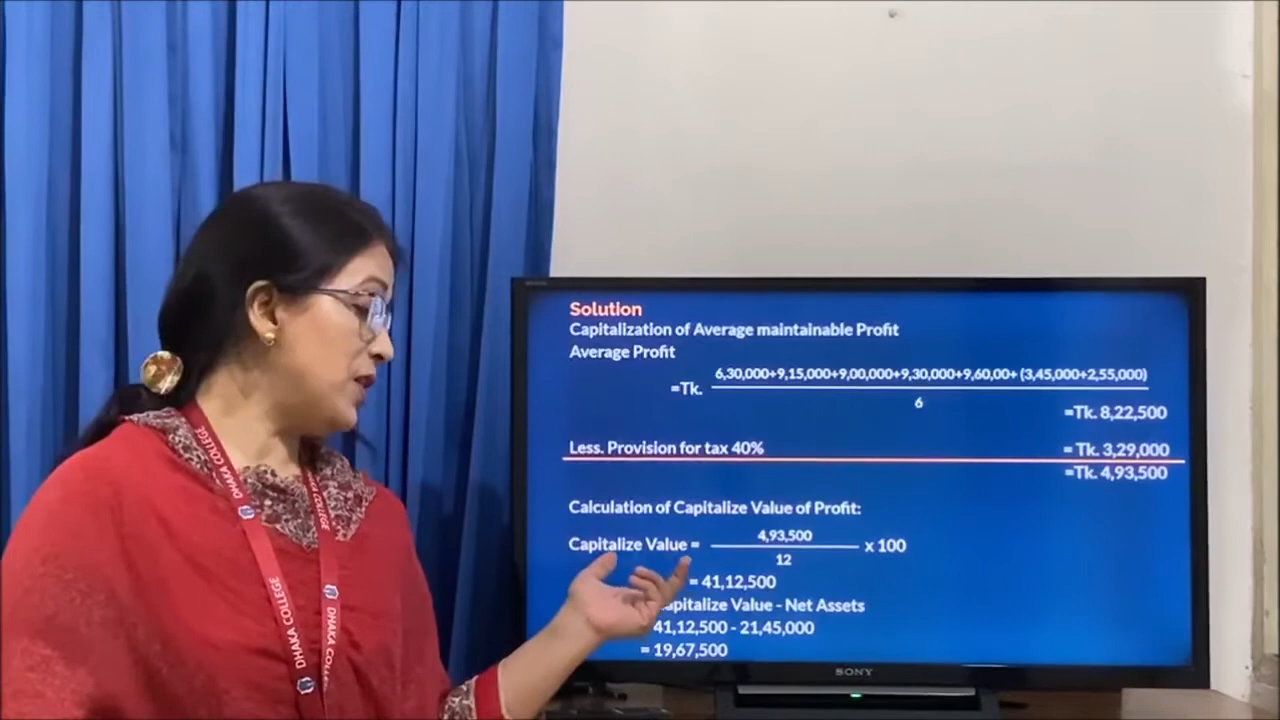 Solution
Capitalization of Average maintainable Profit
Average Profit
6,30,000+9,15,000+9,00,000+9,30,000+9,60,00+ (3,45,000+2,55,000)
=Tk.
6
=Tk. 8,22,500
Less. Provision for tax 40% = Tk. 3,29,000
=Tk. 4,93,500
Calculation of Capitalize Value of Profit:
4,93,500
Capitalize Value = x 100
12
= 41,12,500
Value - Net Assets
41,12,500 - 21,45,000
= 19,67,500
SONY
DHAKA COLLEGE
DHAKA COLLEGE
COLLEGE
DHAKA